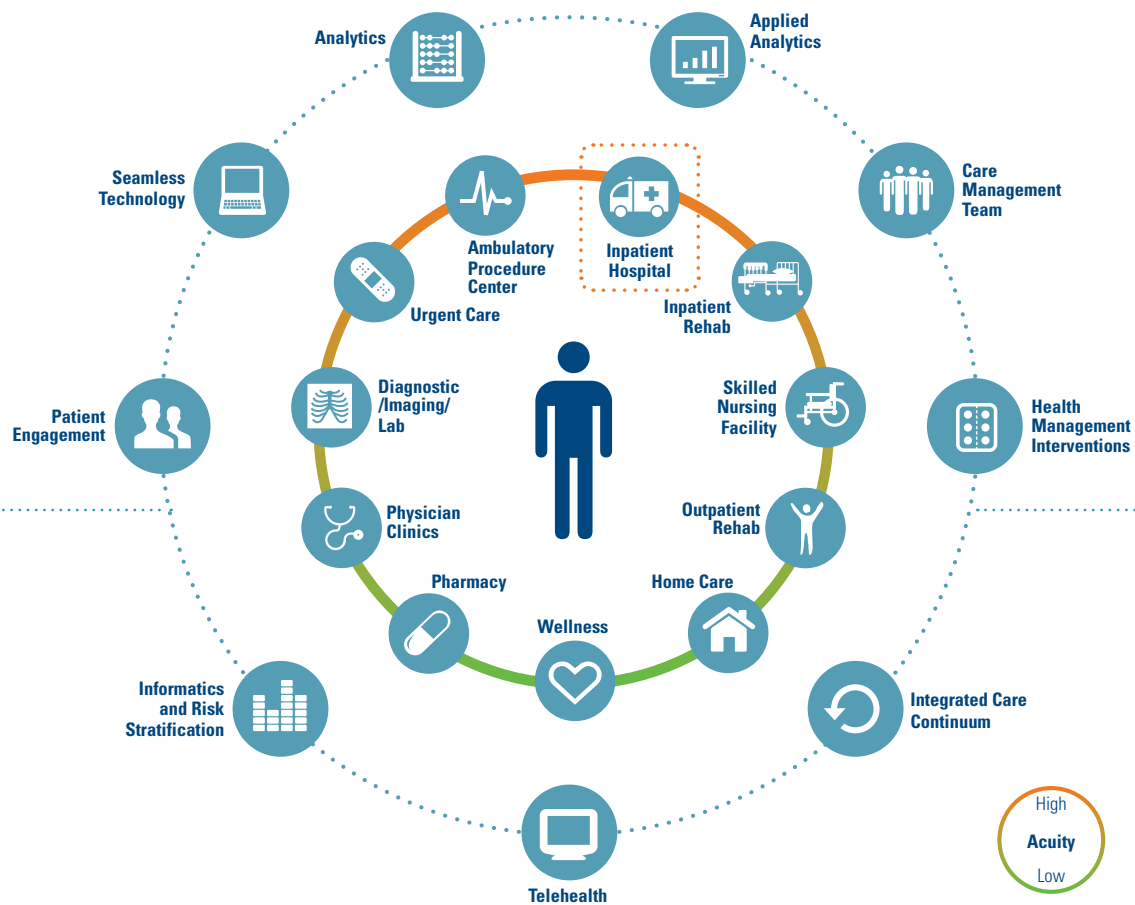 Analytics
Applied
Analytics
Seamless
Technology
Care
Management
Team
Ambulatory
Procedure
Center
Inpatient
Hospital
Urgent Care
Inpatient
Rehab
Diagnostic
/Imaging/
Lab
Skilled
Nursing
Facility
Patient
Engagement
Health
Management
Interventions
Physician
Clinics
Outpatient
Rehab
Pharmacy
Home Care
Wellness
Informatics
and Risk
Stratification
Integrated Care
Continuum
Telehealth
High
Acuity
Low